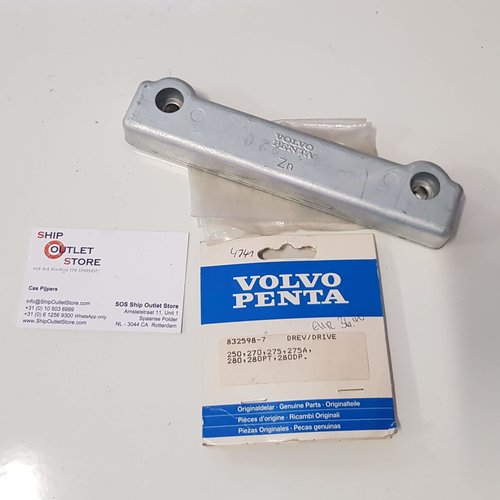 VOLVO
PENTA
Zn
SHIP
OUTLET
STORE
We are always the cheapest!
Cas Pijpers
info@ShipOutletStore.com
+31 (0) 10 503 6999
+31 (0) 6 1256 9300 WhatsApp only
www.ShipOutletStore.com
SOS Ship Outlet Store
Amstelstraat 11, Unit 1
Spaanse Polder
NL - 3044 CA Rotterdam
4741
VOLVO
PENTA
832598-7 DREV/DRIVE
250,270,275,275A,
280,280PT,280DP.
Originaldelar · Genuine Parts · Originalteile
Pièces d'origine · Ricambi Originali
Piezas Originales · Peças genuinas